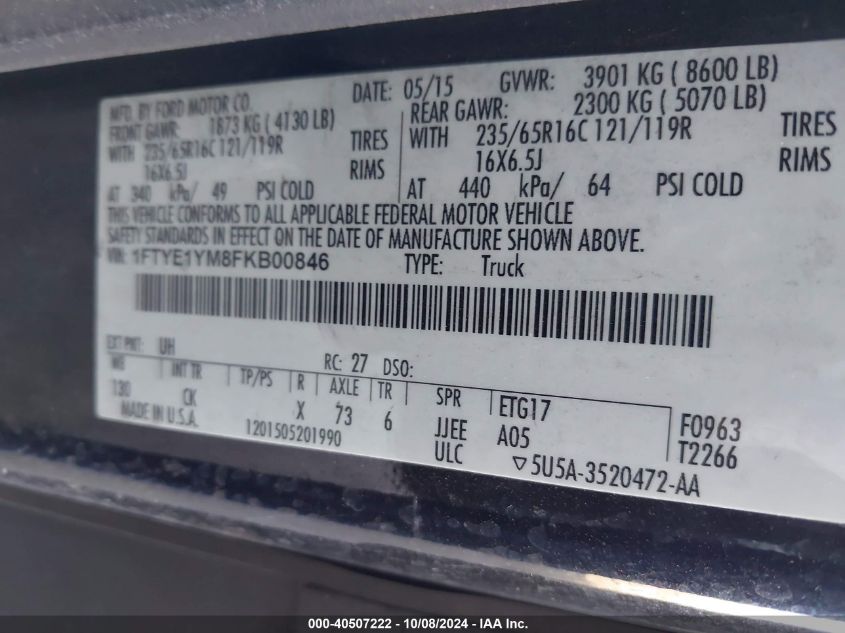 MFD. BY FORD MOTOR CO.
DATE: 05/15 GVWR: 3901 KG ( 8600 LB)
FRONT GAWR: 1873 KG ( 4130 LB)
REAR GAWR: 2300 KG ( 5070 LB)
WITH 235/65R16C 121/119R TIRES
WITH 235/65R16C 121/119R TIRES
16X6.5J RIMS
16X6.5J RIMS
AT 340 kPa/ 49 PSI COLD
AT 440 kPa/ 64 PSI COLD
THIS VEHICLE CONFORMS TO ALL APPLICABLE FEDERAL MOTOR VEHICLE
SAFETY STANDARDS IN EFFECT ON THE DATE OF MANUFACTURE SHOWN ABOVE.
VIN: 1FTYE1YM8FKB00846 TYPE: Truck
EXT PNT: UH RC: 27 DSO:
WB INT TR TP/PS R AXLE TR SPR ETG17
130 CK X 73 6 JJEE A05 F0963
MADE IN U.S.A. 1201505201990 ULC ▽5U5A-3520472-AA T2266
000-40507222 - 10/08/2024 - IAA Inc.